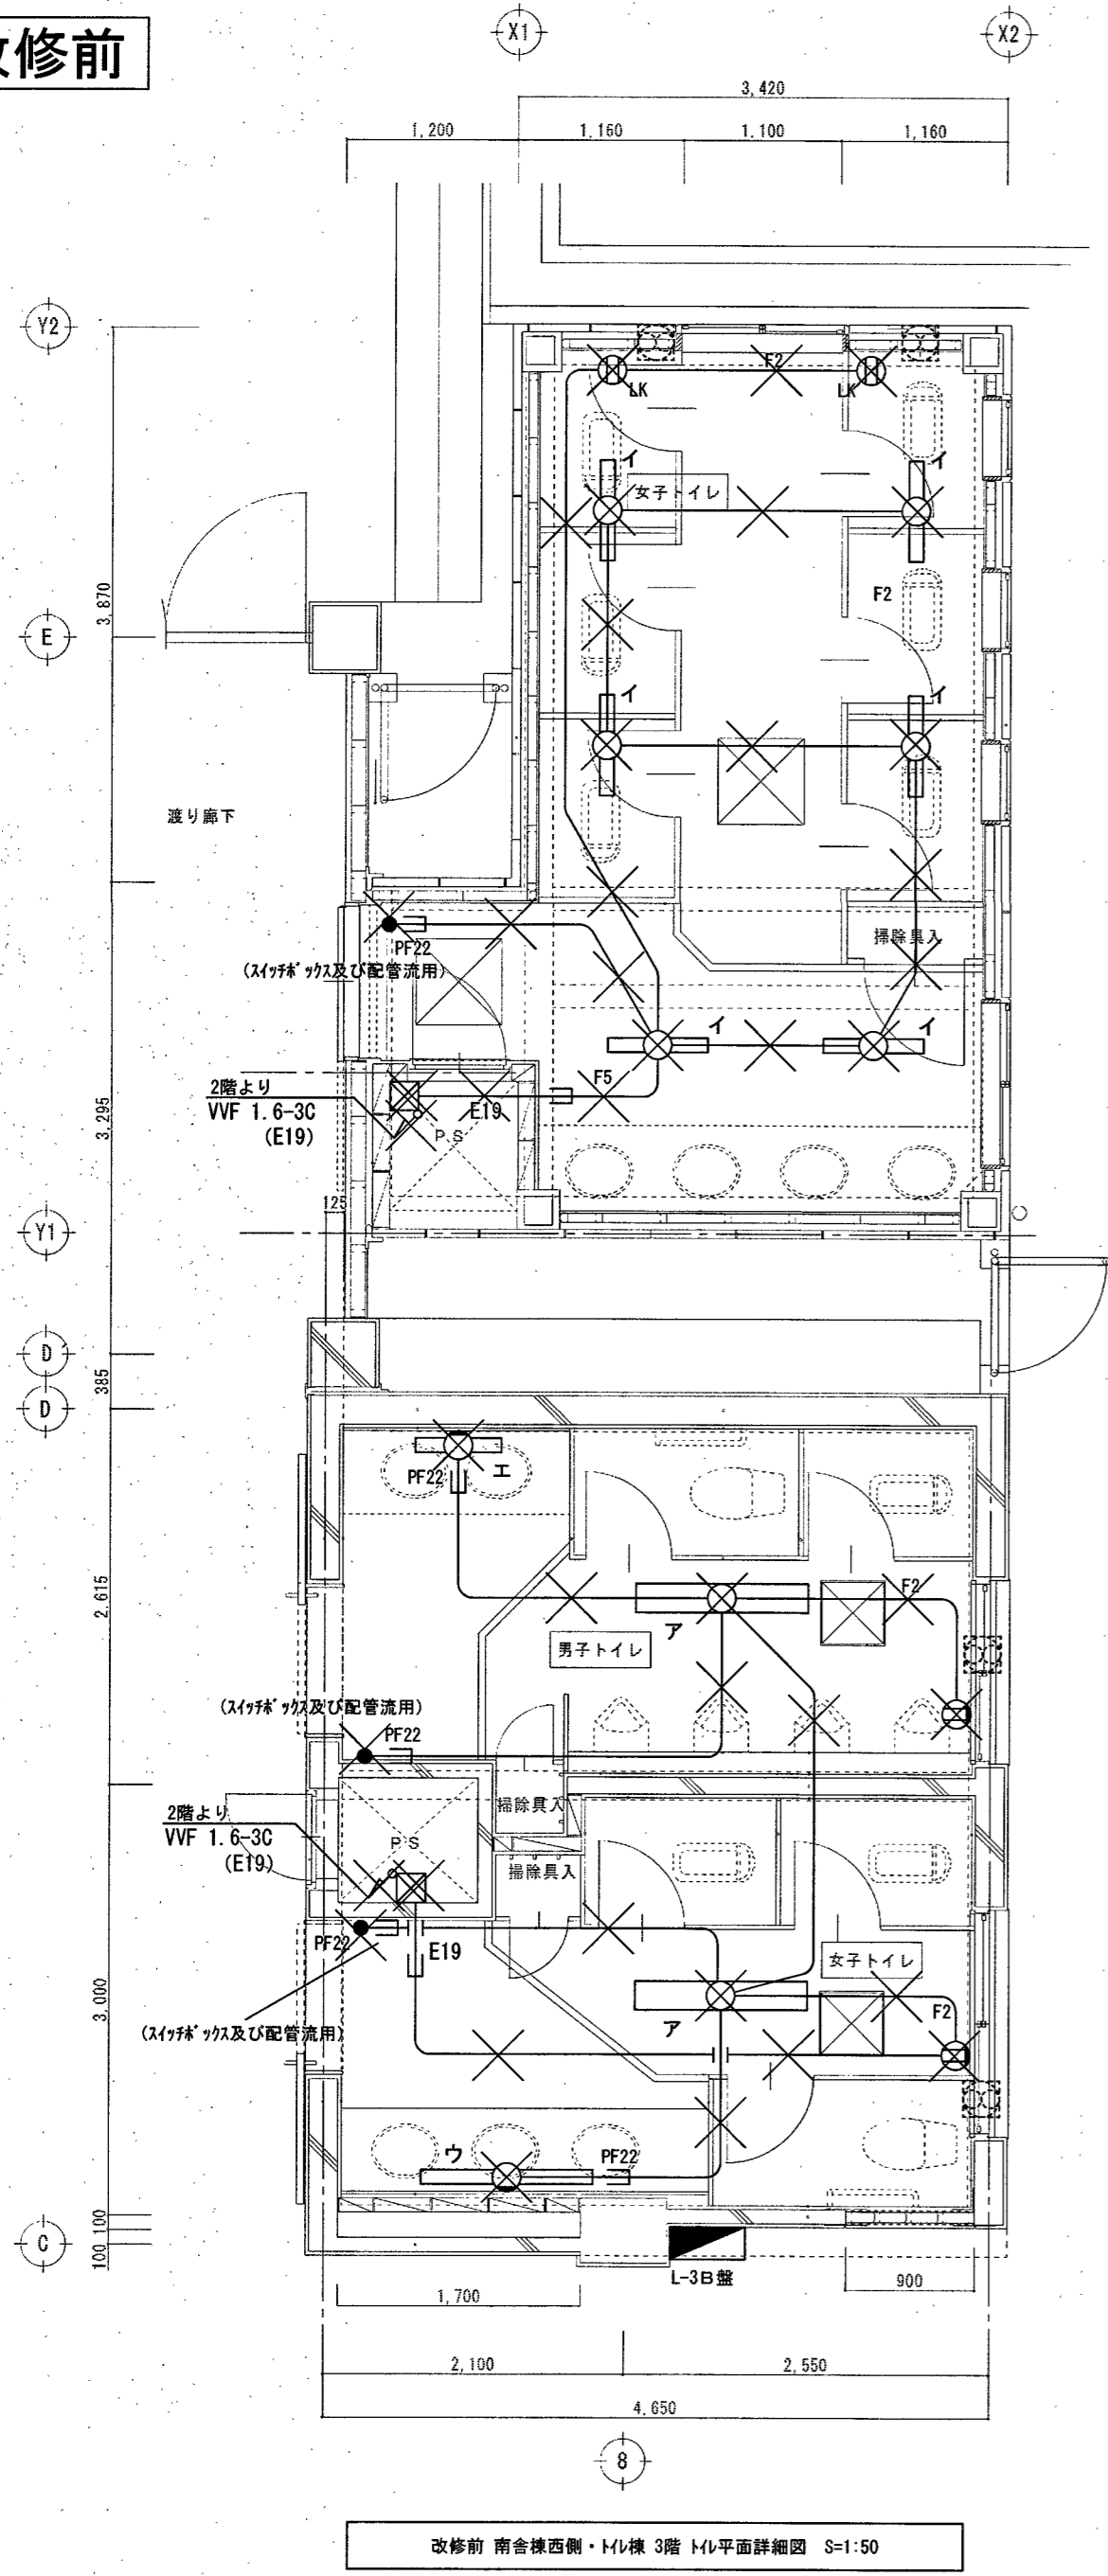 改修前
X1
X2
3,420
1,200
1,160
1,100
1,160
Y2
F2
LK
LK
イ
イ
女子トイレ
3,870
F2
E
イ
イ
渡り廊下
PF22
(スイッチボックス及び配管流用)
掃除具入
イ
イ
2階より
VVF 1.6-3C
(E19)
F5
E19
P.S
3,295
125
Y1
D
385
D
PF22
エ
2,615
F2
ア
男子トイレ
(スイッチボックス及び配管流用)
PF22
掃除具入
2階より
VVF 1.6-3C
(E19)
PS
掃除具入
PF22
E19
女子トイレ
3,000
F2
(スイッチボックス及び配管流用)
ア
ウ
PF22
100
100
C
L-3B盤
900
1,700
2,100
2,550
4,650
8
改修前 南舎棟西側・トイレ棟 3階 トイレ平面詳細図 S=1:50